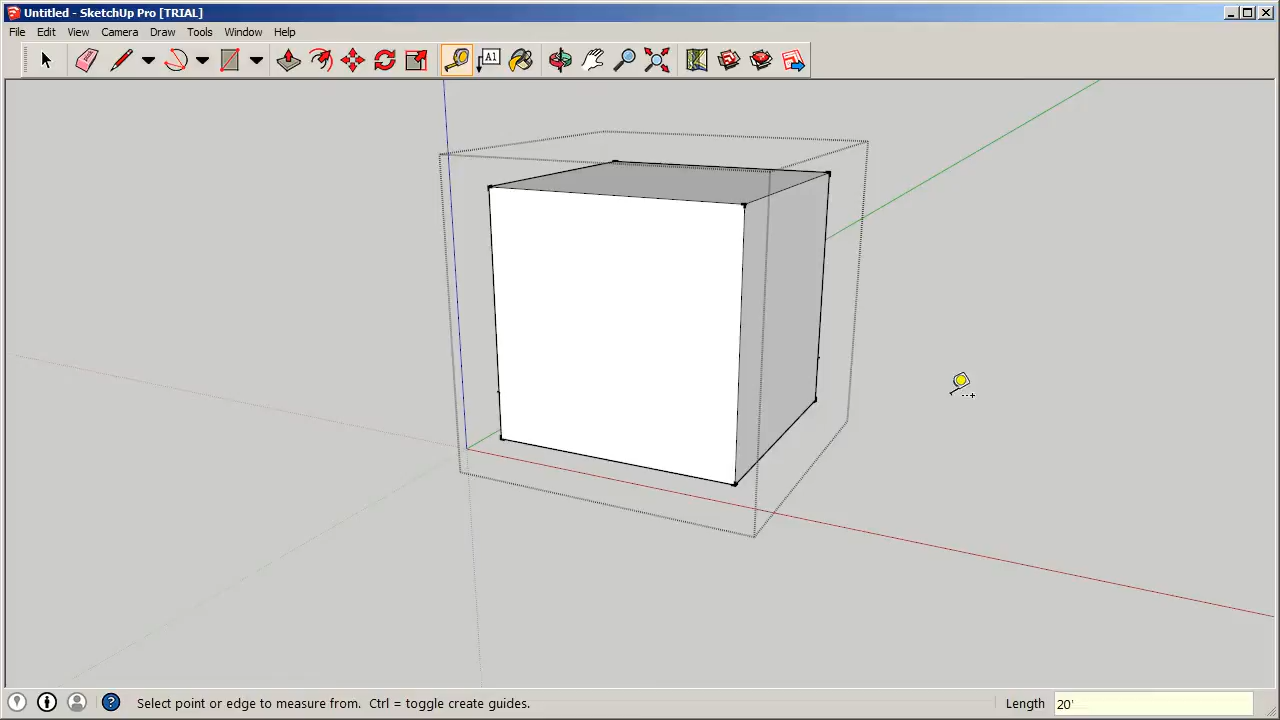 Untitled - SketchUp Pro [TRIAL]
File Edit View Camera Draw Tools Window Help
A1
Select point or edge to measure from. Ctrl = toggle create guides. Length 20'